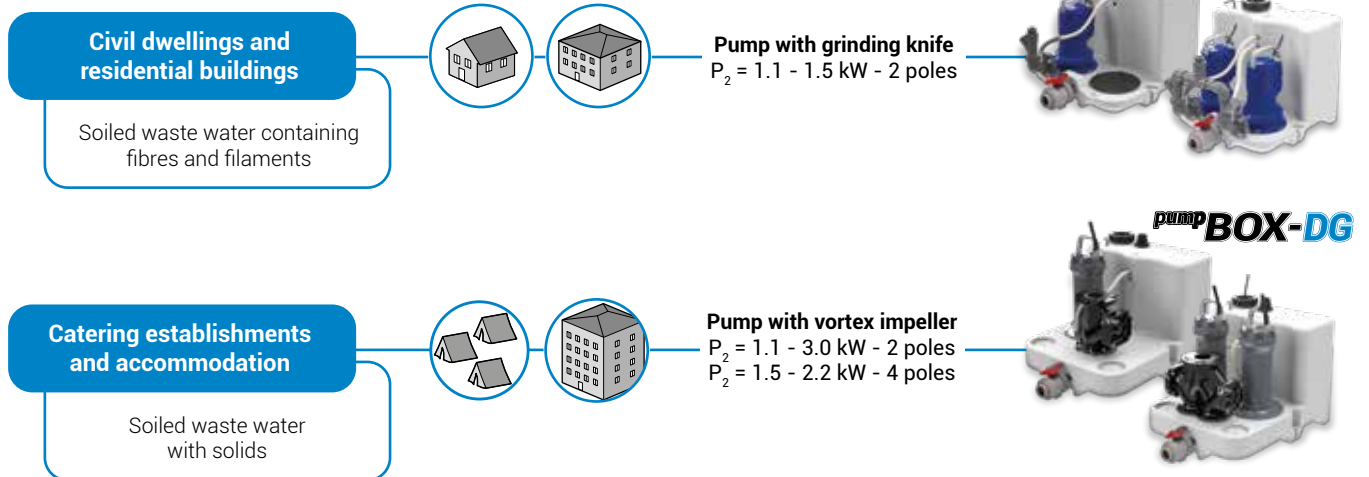 Civil dwellings and
residential buildings
Soiled waste water containing
fibres and filaments
Pump with grinding knife
P₂ = 1.1 - 1.5 kW - 2 poles
pumpBOX-DG
Catering establishments
and accommodation
Soiled waste water
with solids
Pump with vortex impeller
P₂ = 1.1 - 3.0 kW - 2 poles
P₂ = 1.5 - 2.2 kW - 4 poles